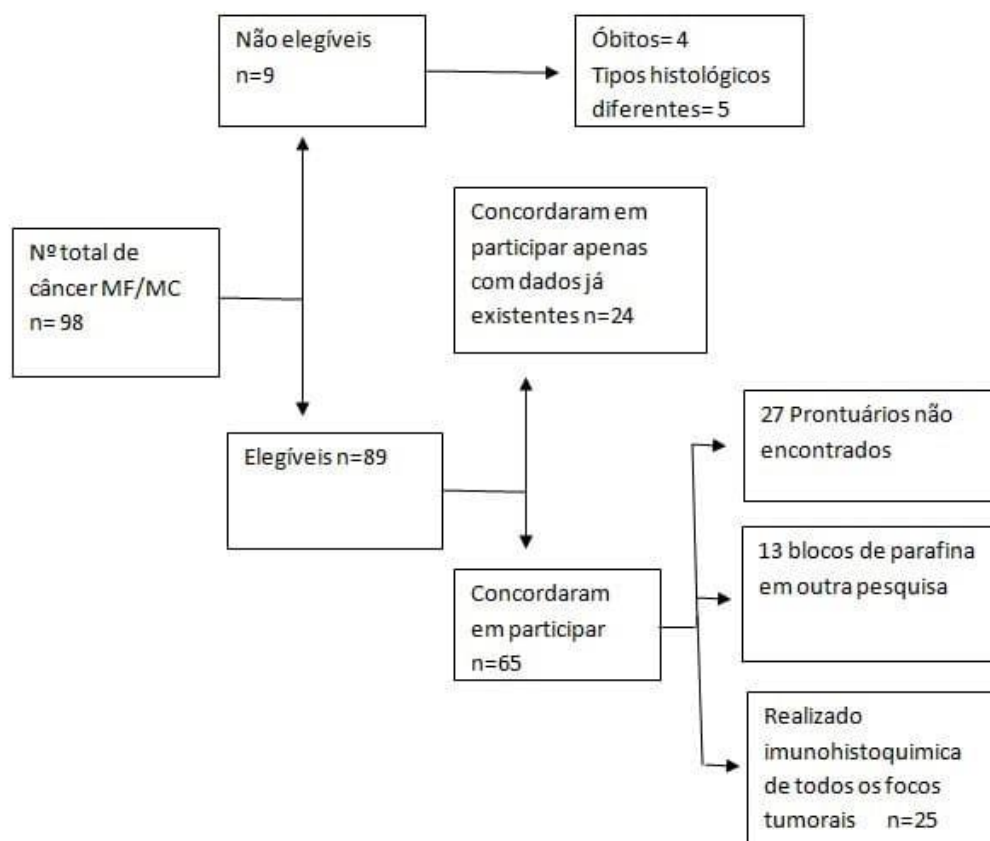 Não elegíveis
n=9
Óbitos= 4
Tipos histológicos
diferentes= 5
Nº total de
câncer MF/MC
n= 98
Concordaram em
participar apenas
com dados já
existentes n=24
Elegíveis n=89
Concordaram
em participar
n=65
27 Prontuários não
encontrados
13 blocos de parafina
em outra pesquisa
Realizado
imunohistoquimica
de todos os focos
tumorais n=25